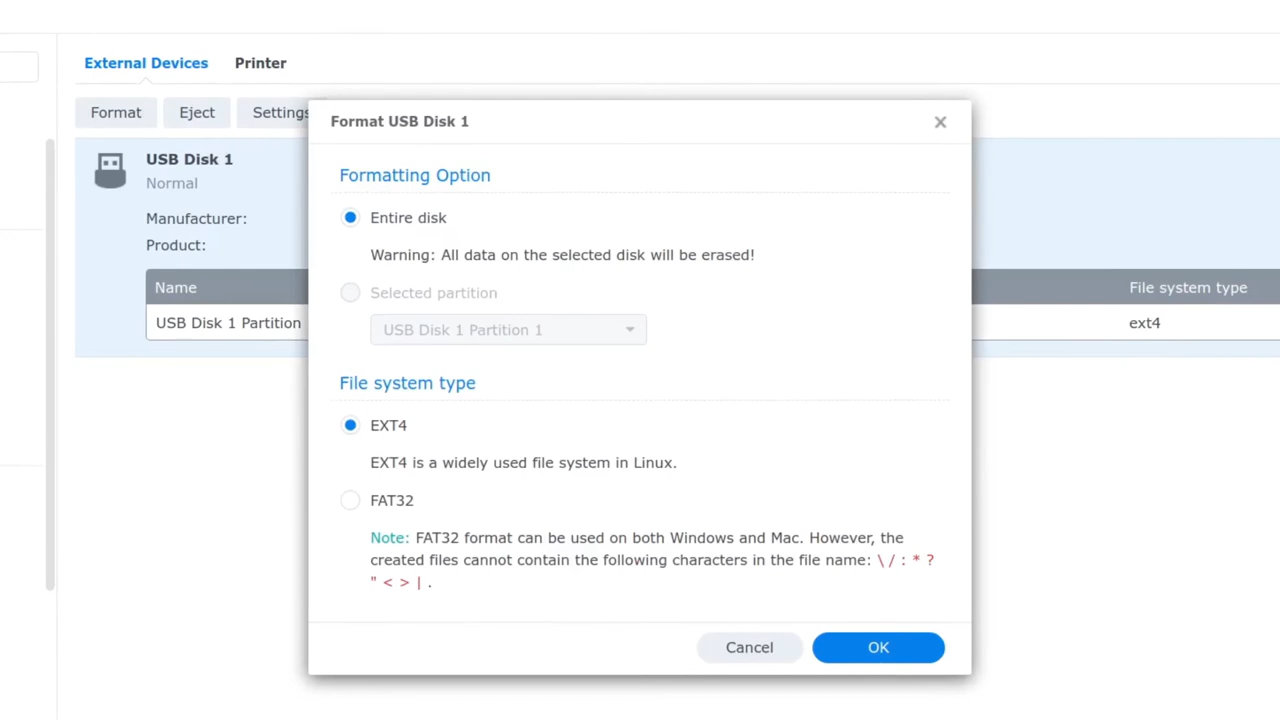 External Devices Printer
Format Eject Settings
USB Disk 1
Normal
Manufacturer:
Product:
Name File system type
USB Disk 1 Partition ext4
Format USB Disk 1
Formatting Option
Entire disk
Warning: All data on the selected disk will be erased!
Selected partition
USB Disk 1 Partition 1
File system type
EXT4
EXT4 is a widely used file system in Linux.
FAT32
Note: FAT32 format can be used on both Windows and Mac. However, the
created files cannot contain the following characters in the file name: \ / : * ?
" < > | .
Cancel OK